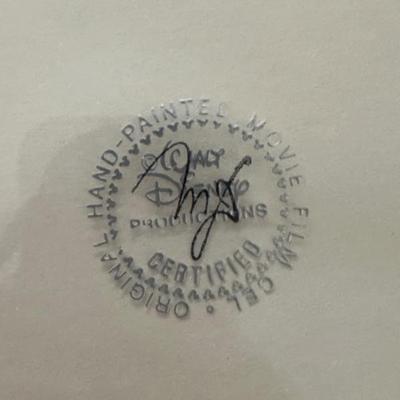 ORIGINAL HAND-PAINTED MOVIE FILM CEL •
© WALT
DISNEY
PRODUCTIONS
CERTIFIED